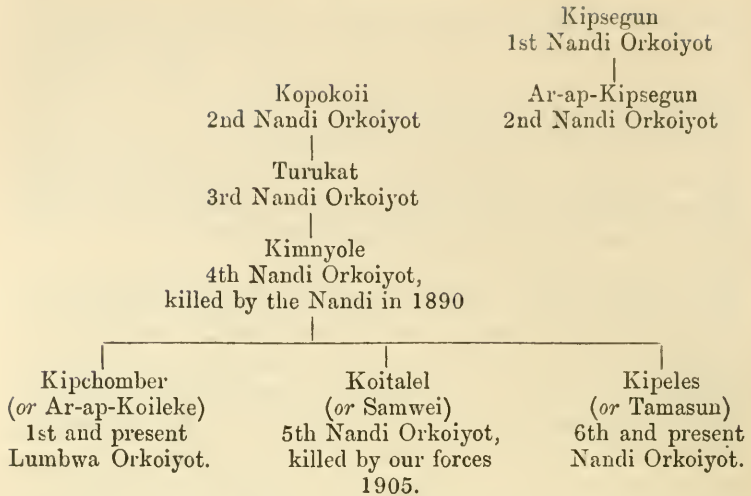 Kipsegun
1st Nandi Orkoiyot
Kopokoii
2nd Nandi Orkoiyot
Ar-ap-Kipsegun
2nd Nandi Orkoiyot
Turukat
3rd Nandi Orkoiyot
Kimnyole
4th Nandi Orkoiyot,
killed by the Nandi in 1890
Kipchomber
(or Ar-ap-Koileke)
1st and present
Lumbwa Orkoiyot.
Koitalel
(or Samwei)
5th Nandi Orkoiyot,
killed by our forces
1905.
Kipeles
(or Tamasun)
6th and present
Nandi Orkoiyot.